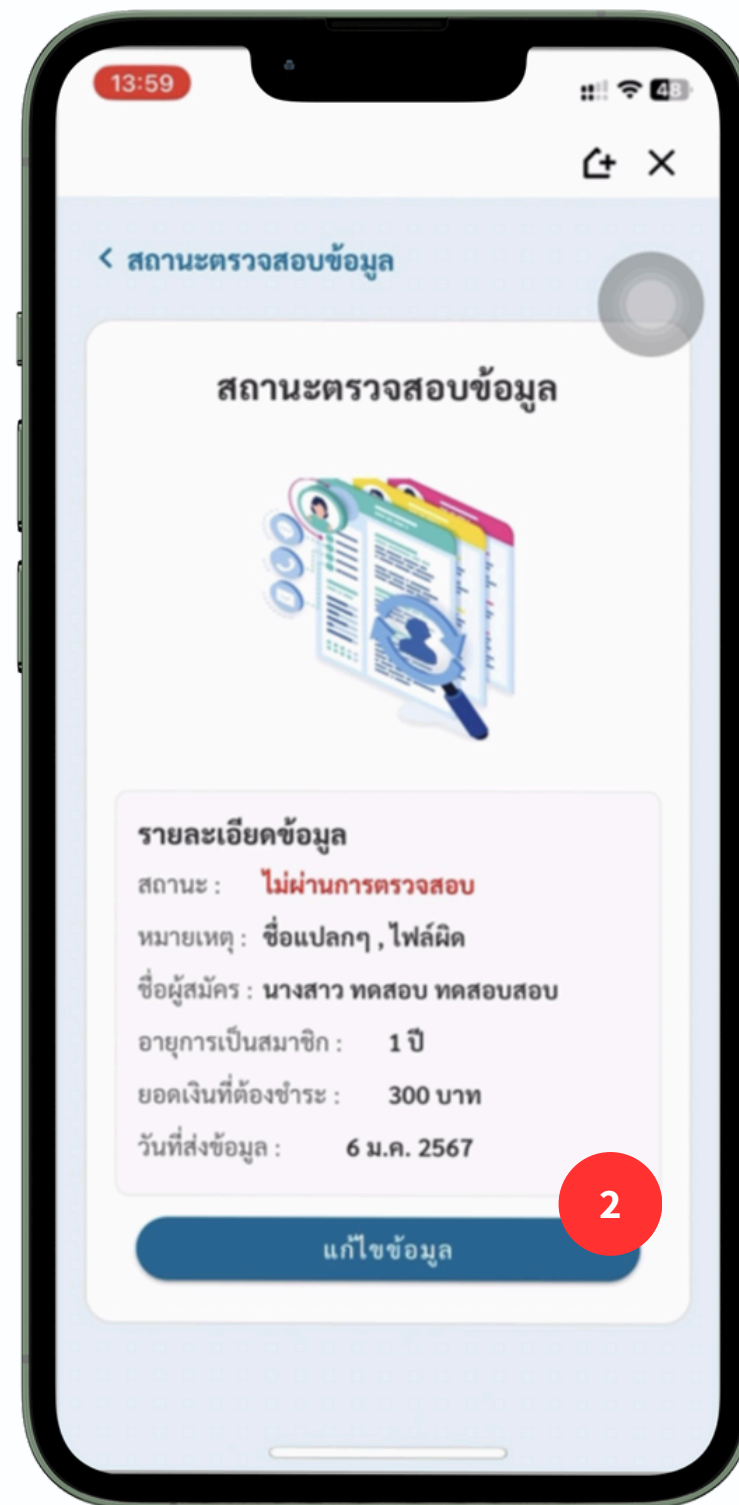 13:59
48
สถานะตรวจสอบข้อมูล
สถานะตรวจสอบข้อมูล
รายละเอียดข้อมูล
สถานะ : ไม่ผ่านการตรวจสอบ
หมายเหตุ : ชื่อแปลกๆ , ไฟล์ผิด
ชื่อผู้สมัคร : นางสาว ทดสอบ ทดสอบสอบ
อายุการเป็นสมาชิก : 1 ปี
ยอดเงินที่ต้องชำระ : 300 บาท
วันที่ส่งข้อมูล : 6 ม.ค. 2567
2
แก้ไขข้อมูล